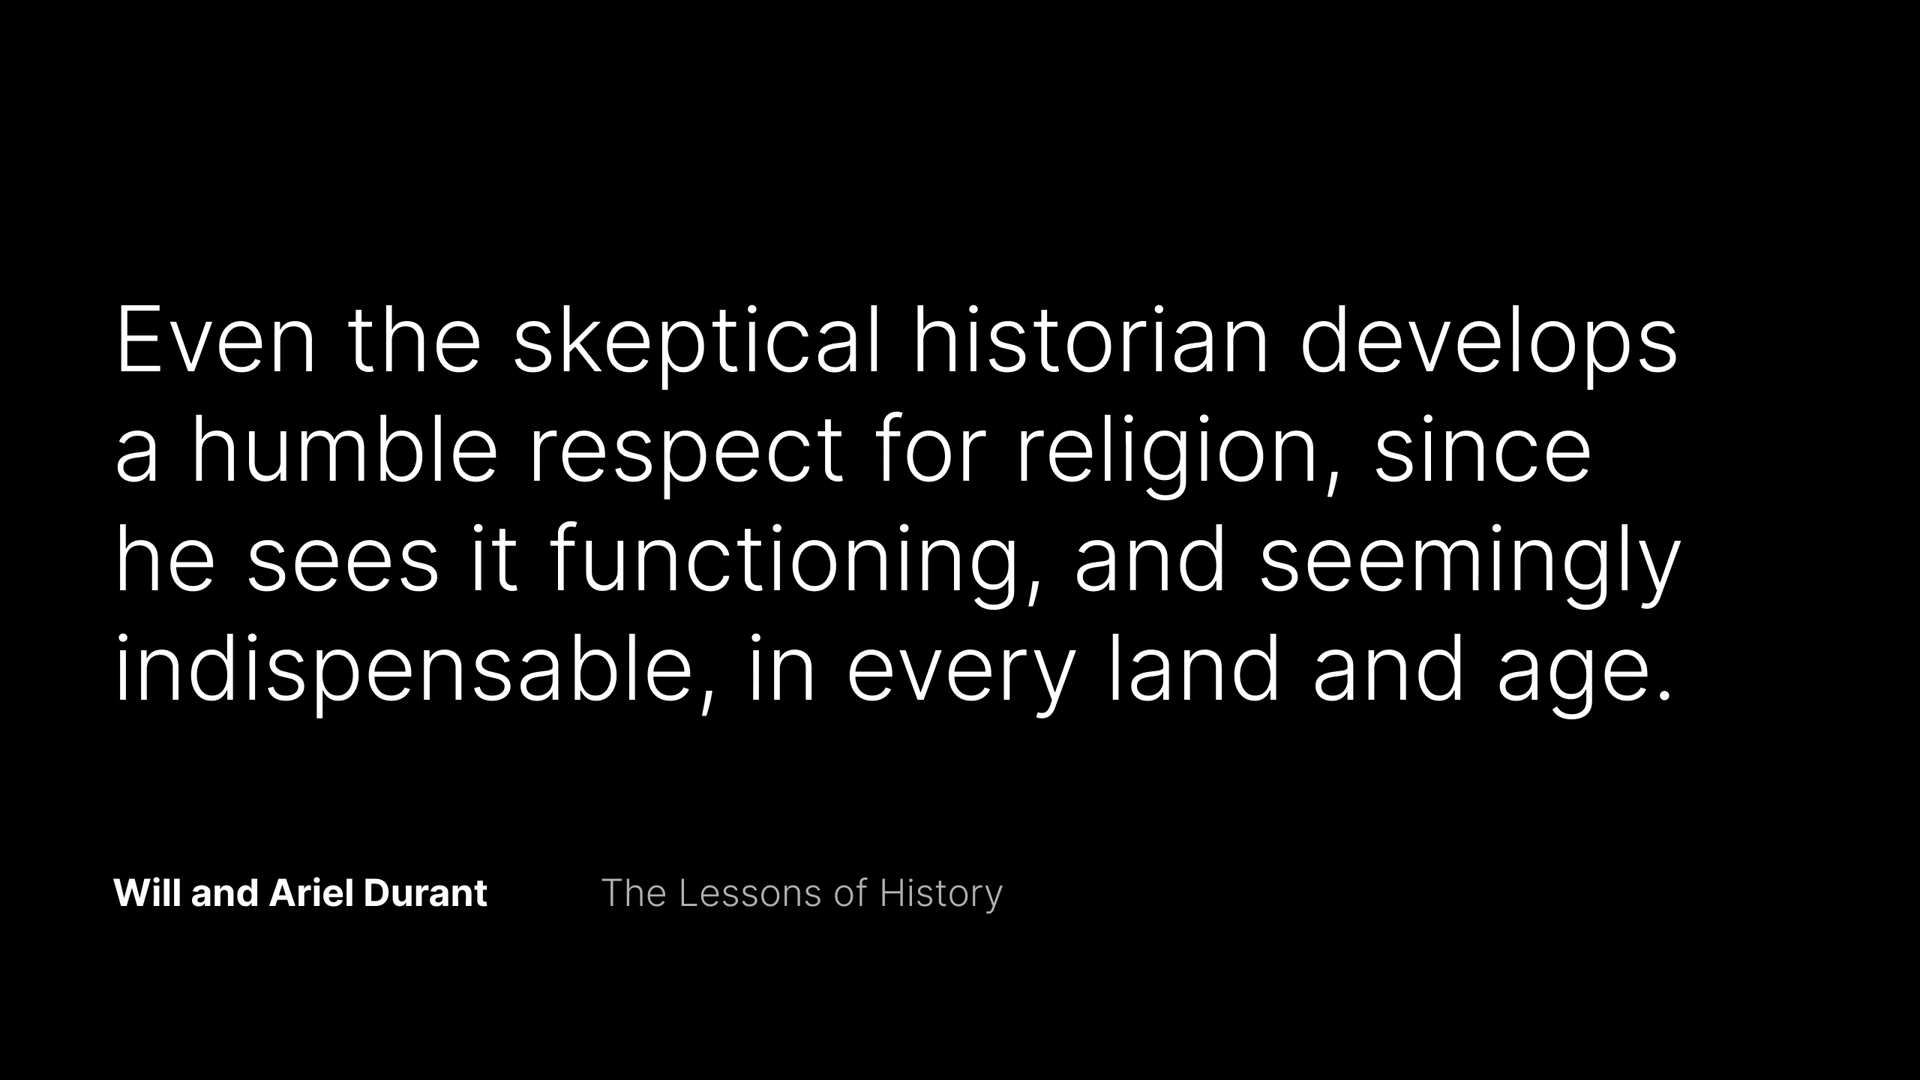 Even the skeptical historian develops
a humble respect for religion, since
he sees it functioning, and seemingly
indispensable, in every land and age.
Will and Ariel Durant The Lessons of History